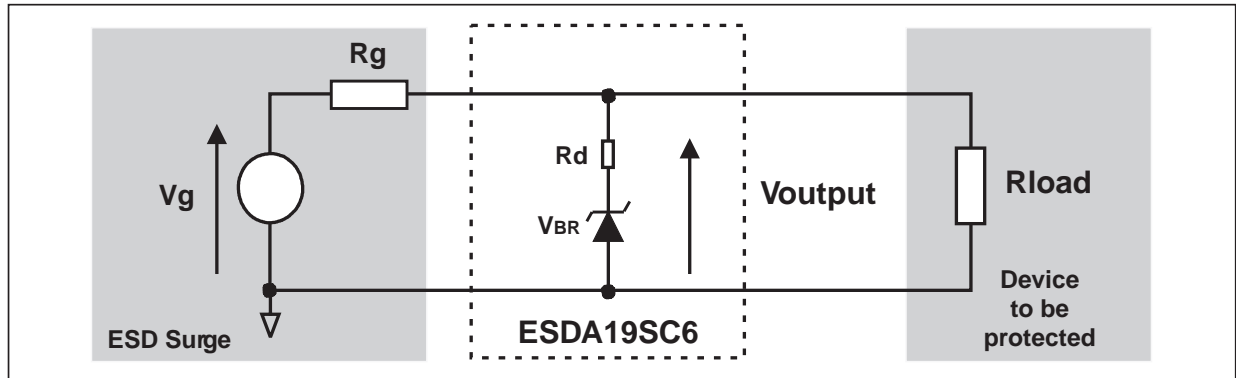 Rg
Vg
ESD Surge
Rd
VBR
Voutput
ESDA19SC6
Rload
Device
to be
protected